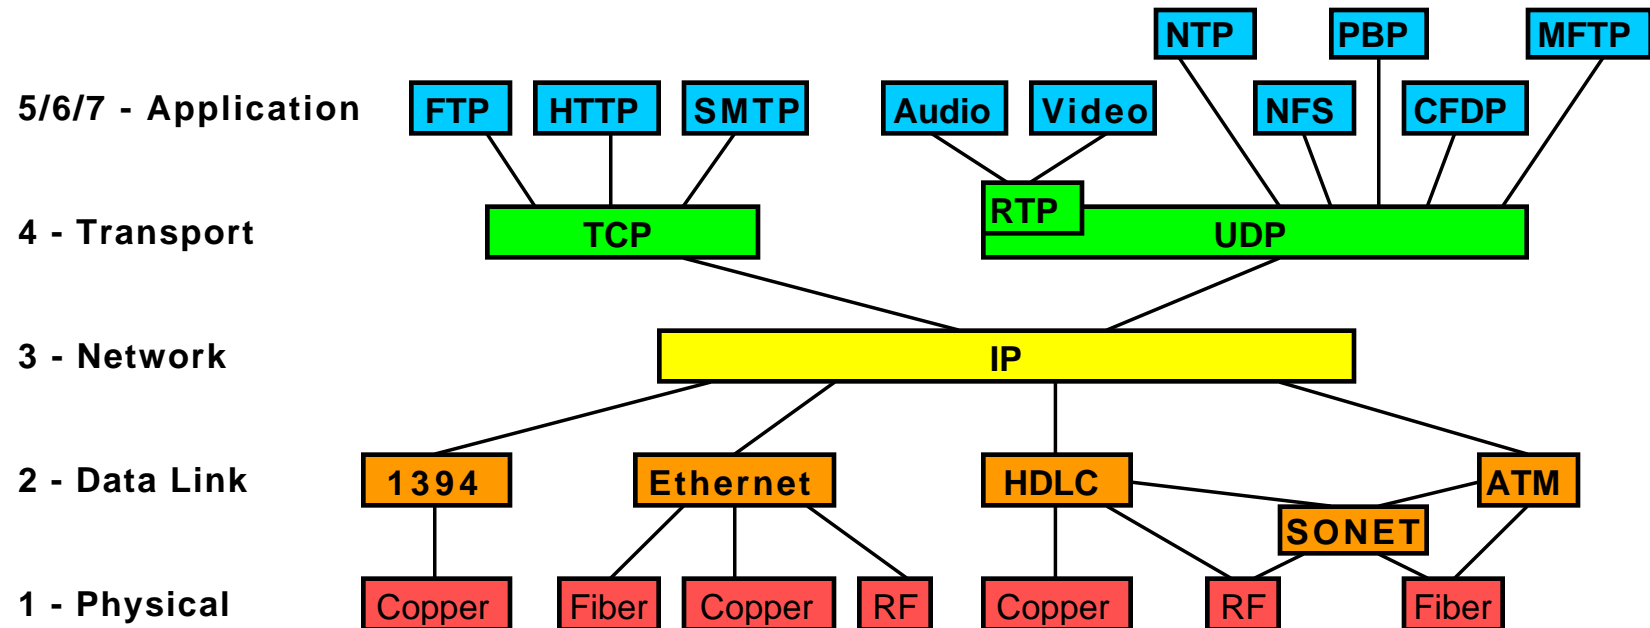 NTP PBP MFTP
5/6/7 - Application FTP HTTP SMTP Audio Video NFS CFDP
RTP
4 - Transport TCP UDP
3 - Network IP
2 - Data Link 1394 Ethernet HDLC ATM
SONET
1 - Physical Copper Fiber Copper RF Copper RF Fiber